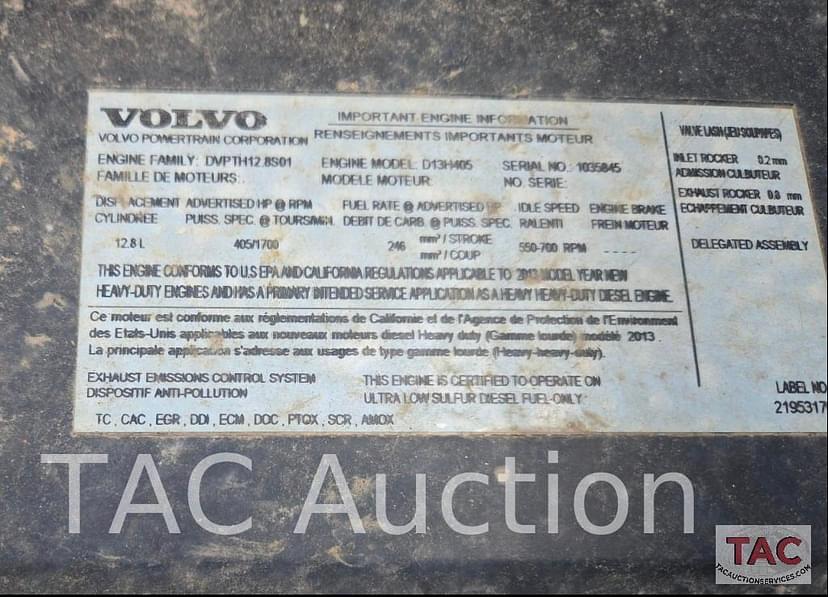 VOLVO
VOLVO POWERTRAIN CORPORATION
IMPORTANT ENGINE INFORMATION
RENSEIGNEMENTS IMPORTANTS MOTEUR
ENGINE FAMILY: DVPTH12.8S01 ENGINE MODEL: D13H405 SERIAL NO.: 1035845
FAMILLE DE MOTEURS: MODELE MOTEUR: NO. SERIE:
DISPLACEMENT ADVERTISED HP @ RPM FUEL RATE @ ADVERTISED HP IDLE SPEED ENGINE BRAKE
CYLINDREE PUISS. SPEC. @ TOURS/MIN. DEBIT DE CARB. @ PUISS. SPEC. RALENTI FREIN MOTEUR
12.8 L 405/1700 246 mm³ / STROKE 550-700 RPM -----
mm³ / COUP
THIS ENGINE CONFORMS TO U.S EPA AND CALIFORNIA REGULATIONS APPLICABLE TO 2013 MODEL YEAR NEW
HEAVY-DUTY ENGINES AND HAS A PRIMARY INTENDED SERVICE APPLICATION AS A HEAVY HEAVY-DUTY DIESEL ENGINE.
Ce moteur est conforme aux réglementations de Californie et de l'Agence de Protection de l'Environment
des Etats-Unis applicables aux nouveaux moteurs diesel Heavy duty (Gamme lourde) modélé 2013.
La principale application s'adresse aux usages de type gamme lourde (Heavy-heavy-duty).
EXHAUST EMISSIONS CONTROL SYSTEM
DISPOSITIF ANTI-POLLUTION
THIS ENGINE IS CERTIFIED TO OPERATE ON
ULTRA LOW SULFUR DIESEL FUEL-ONLY
TC, CAC, EGR, DDI, ECM, DOC, PTOX, SCR, AMOX
VALVE LASH (JEU SOUPAPES)
INLET ROCKER 0.2 mm
ADMISSION CULBUTEUR
EXHAUST ROCKER 0.8 mm
ECHAPPEMENT CULBUTEUR
DELEGATED ASSEMBLY
LABEL NO
2195317
TAC Auction
TAC
TACAUCTIONSERVICES.COM